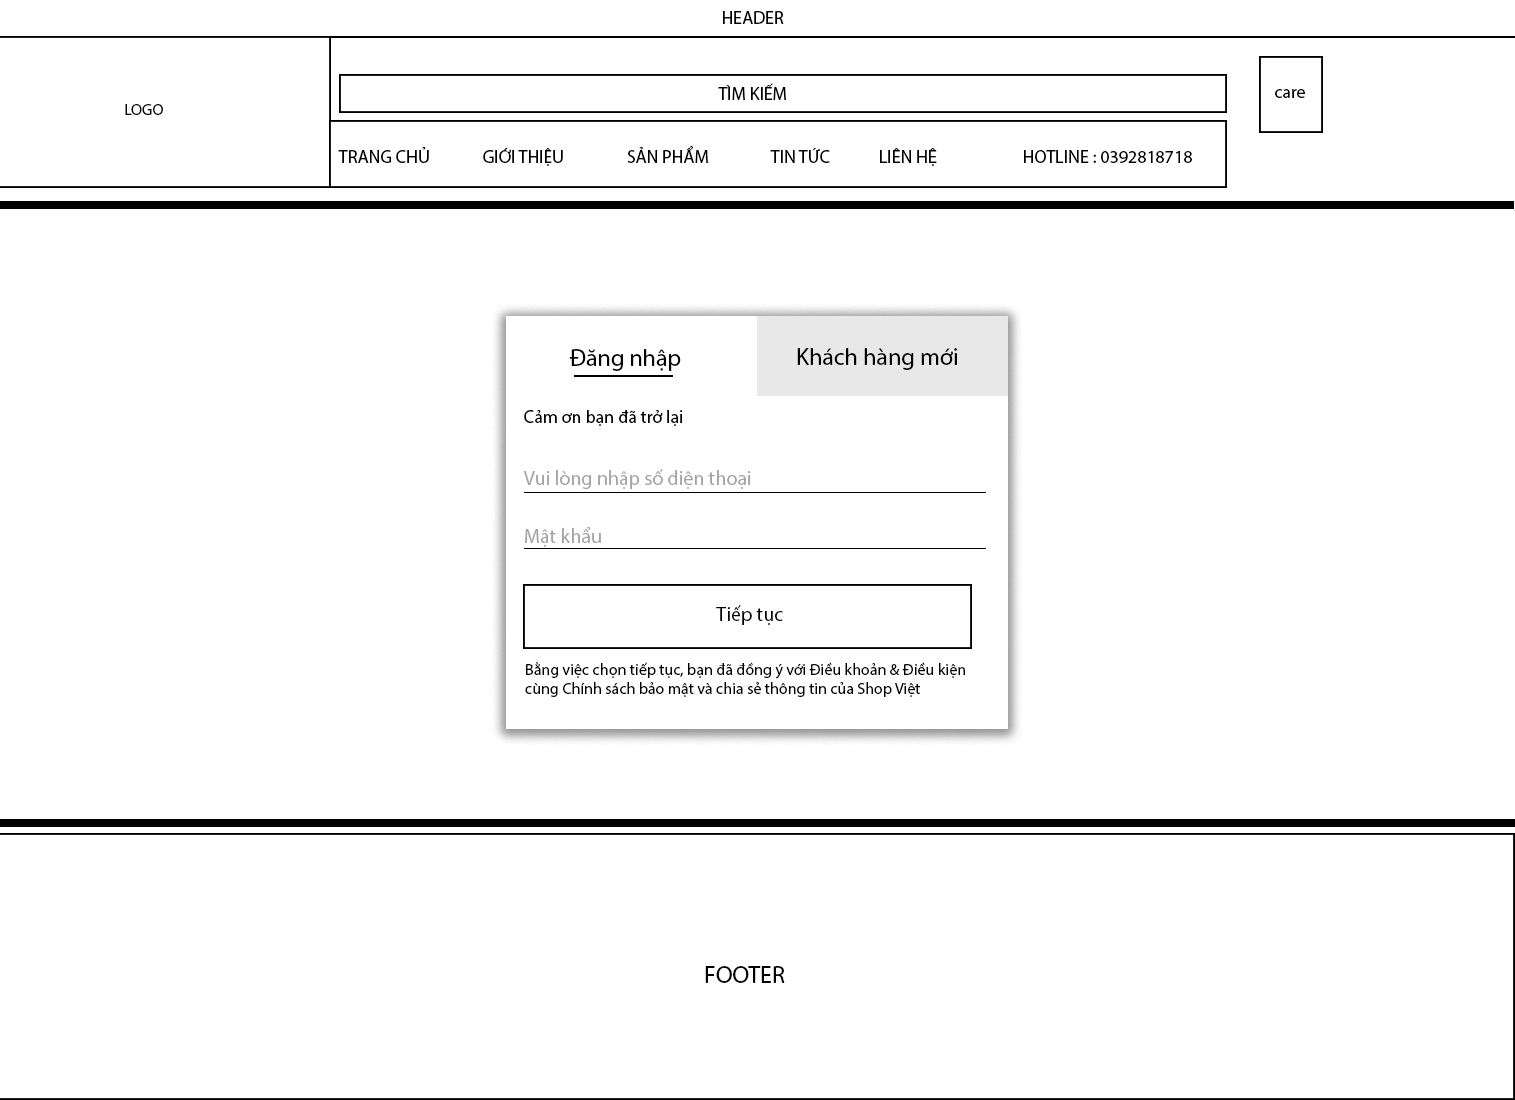 HEADER
LOGO
TÌM KIẾM
care
TRANG CHỦ GIỚI THIỆU SẢN PHẨM TIN TỨC LIÊN HỆ HOTLINE : 0392818718
Đăng nhập Khách hàng mới
Cảm ơn bạn đã trở lại
Vui lòng nhập số điện thoại
Mật khẩu
Tiếp tục
Bằng việc chọn tiếp tục, bạn đã đồng ý với Điều khoản & Điều kiện
cùng Chính sách bảo mật và chia sẻ thông tin của Shop Việt
FOOTER